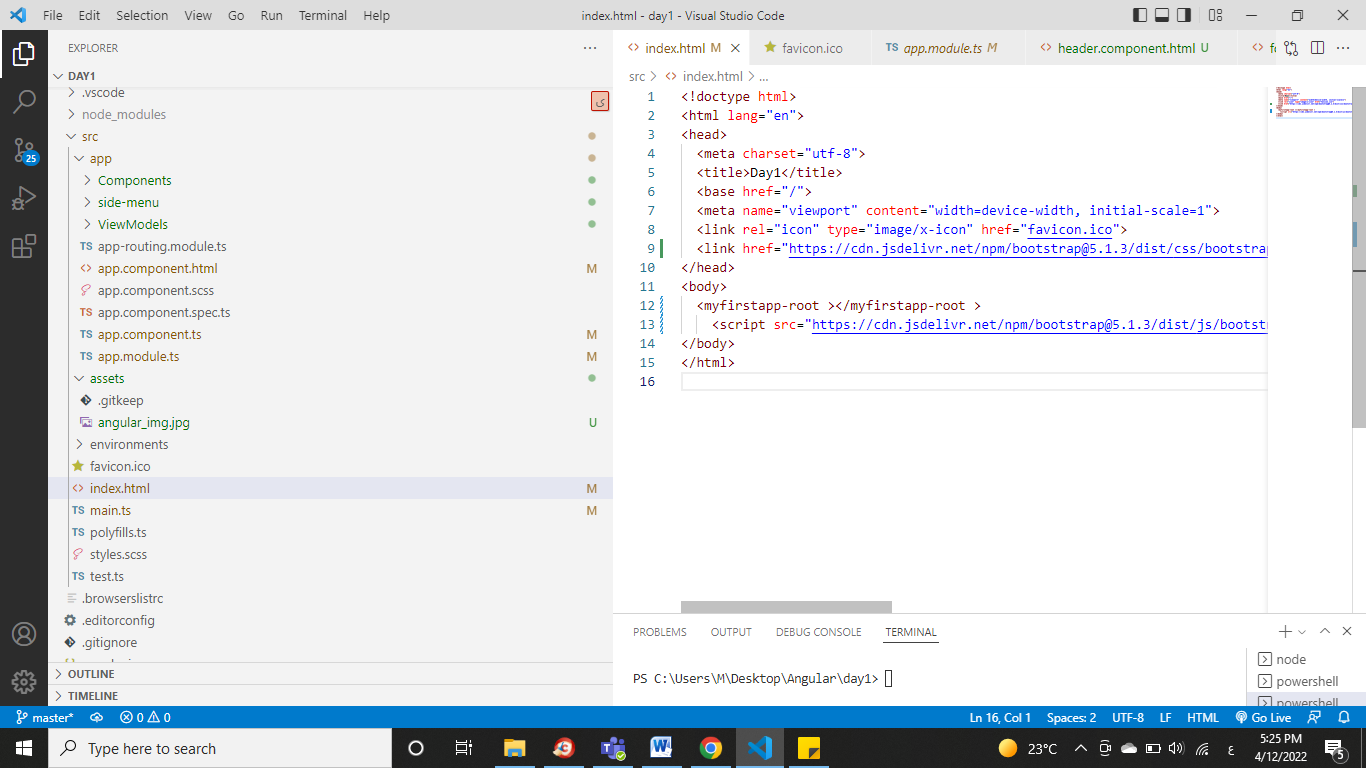 File Edit Selection View Go Run Terminal Help
index.html - day1 - Visual Studio Code
EXPLORER
DAY1
.vscode
ی
node_modules
src
app
Components
side-menu
ViewModels
TS app-routing.module.ts
<> app.component.html M
app.component.scss
TS app.component.spec.ts
TS app.component.ts M
TS app.module.ts M
assets
.gitkeep
angular_img.jpg U
environments
favicon.ico
<> index.html M
TS main.ts M
TS polyfills.ts
styles.scss
TS test.ts
.browserslistrc
.editorconfig
.gitignore
OUTLINE
TIMELINE
25
<> index.html M
favicon.ico
TS app.module.ts M
<> header.component.html U
src > <> index.html > ...
1 <!doctype html>
2 <html lang="en">
3 <head>
4 <meta charset="utf-8">
5 <title>Day1</title>
6 <base href="/">
7 <meta name="viewport" content="width=device-width, initial-scale=1">
8 <link rel="icon" type="image/x-icon" href="favicon.ico">
9 <link href="https://cdn.jsdelivr.net/npm/bootstrap@5.1.3/dist/css/bootstrap
10 </head>
11 <body>
12 <myfirstapp-root ></myfirstapp-root >
13 <script src="https://cdn.jsdelivr.net/npm/bootstrap@5.1.3/dist/js/bootst
14 </body>
15 </html>
16
PROBLEMS OUTPUT DEBUG CONSOLE TERMINAL
PS C:\Users\M\Desktop\Angular\day1>
node
powershell
powershell
master* 0 0
Ln 16, Col 1 Spaces: 2 UTF-8 LF HTML Go Live
Type here to search
23°C
ع
5:25 PM
4/12/2022
5